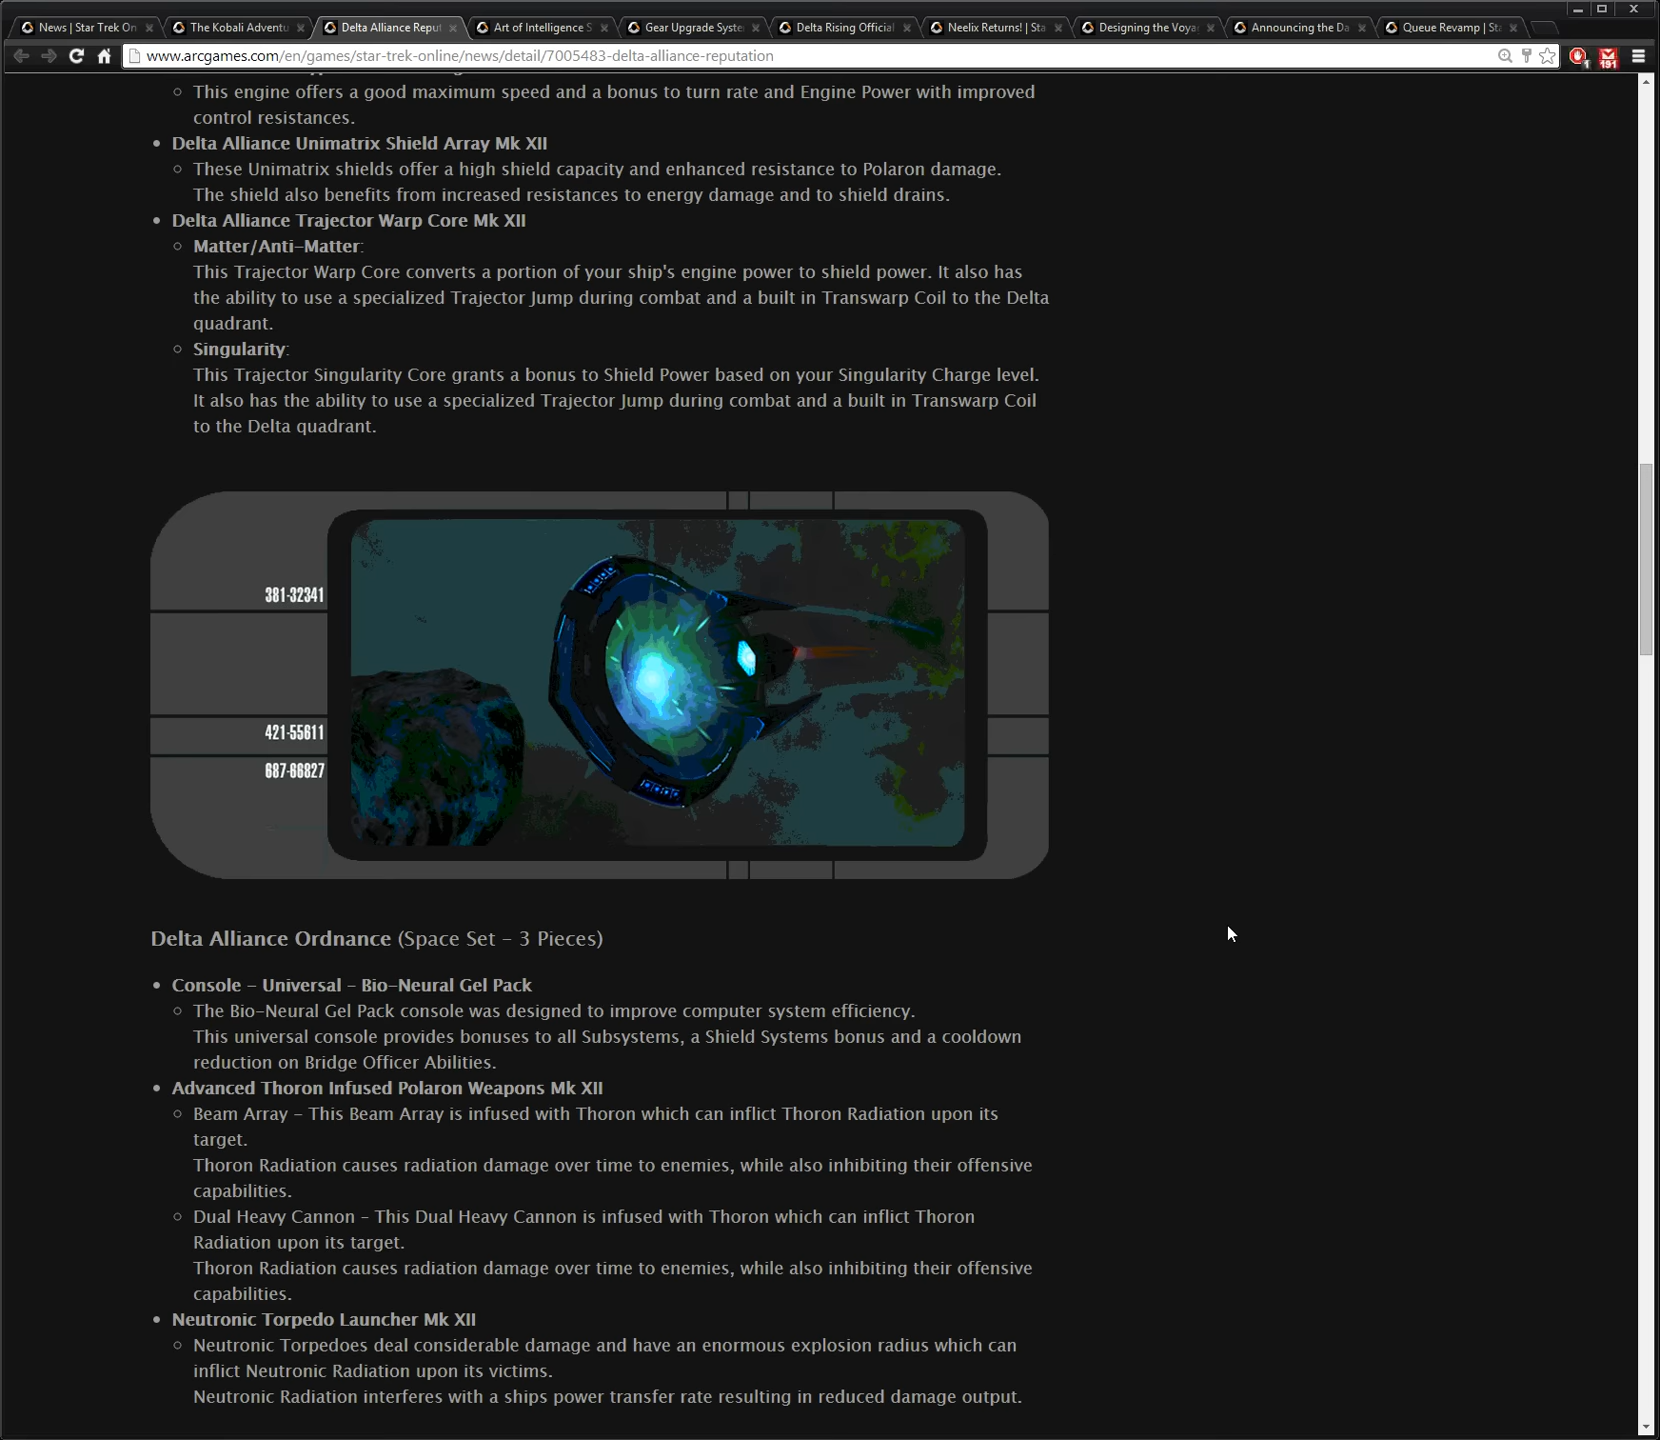 News | Star Trek On
The Kobali Adventu
Delta Alliance Reput
Art of Intelligence S
Gear Upgrade Syste
Delta Rising Official
Neelix Returns! | Sta
Designing the Voya
Announcing the Da
Queue Revamp | Sta
www.arcgames.com/en/games/star-trek-online/news/detail/7005483-delta-alliance-reputation
1
191
This engine offers a good maximum speed and a bonus to turn rate and Engine Power with improved
control resistances.
Delta Alliance Unimatrix Shield Array Mk XII
These Unimatrix shields offer a high shield capacity and enhanced resistance to Polaron damage.
The shield also benefits from increased resistances to energy damage and to shield drains.
Delta Alliance Trajector Warp Core Mk XII
Matter/Anti-Matter:
This Trajector Warp Core converts a portion of your ship's engine power to shield power. It also has
the ability to use a specialized Trajector Jump during combat and a built in Transwarp Coil to the Delta
quadrant.
Singularity:
This Trajector Singularity Core grants a bonus to Shield Power based on your Singularity Charge level.
It also has the ability to use a specialized Trajector Jump during combat and a built in Transwarp Coil
to the Delta quadrant.
381-32341
421-55611
687-66827
Delta Alliance Ordnance (Space Set - 3 Pieces)
Console - Universal - Bio-Neural Gel Pack
The Bio-Neural Gel Pack console was designed to improve computer system efficiency.
This universal console provides bonuses to all Subsystems, a Shield Systems bonus and a cooldown
reduction on Bridge Officer Abilities.
Advanced Thoron Infused Polaron Weapons Mk XII
Beam Array - This Beam Array is infused with Thoron which can inflict Thoron Radiation upon its
target.
Thoron Radiation causes radiation damage over time to enemies, while also inhibiting their offensive
capabilities.
Dual Heavy Cannon - This Dual Heavy Cannon is infused with Thoron which can inflict Thoron
Radiation upon its target.
Thoron Radiation causes radiation damage over time to enemies, while also inhibiting their offensive
capabilities.
Neutronic Torpedo Launcher Mk XII
Neutronic Torpedoes deal considerable damage and have an enormous explosion radius which can
inflict Neutronic Radiation upon its victims.
Neutronic Radiation interferes with a ships power transfer rate resulting in reduced damage output.